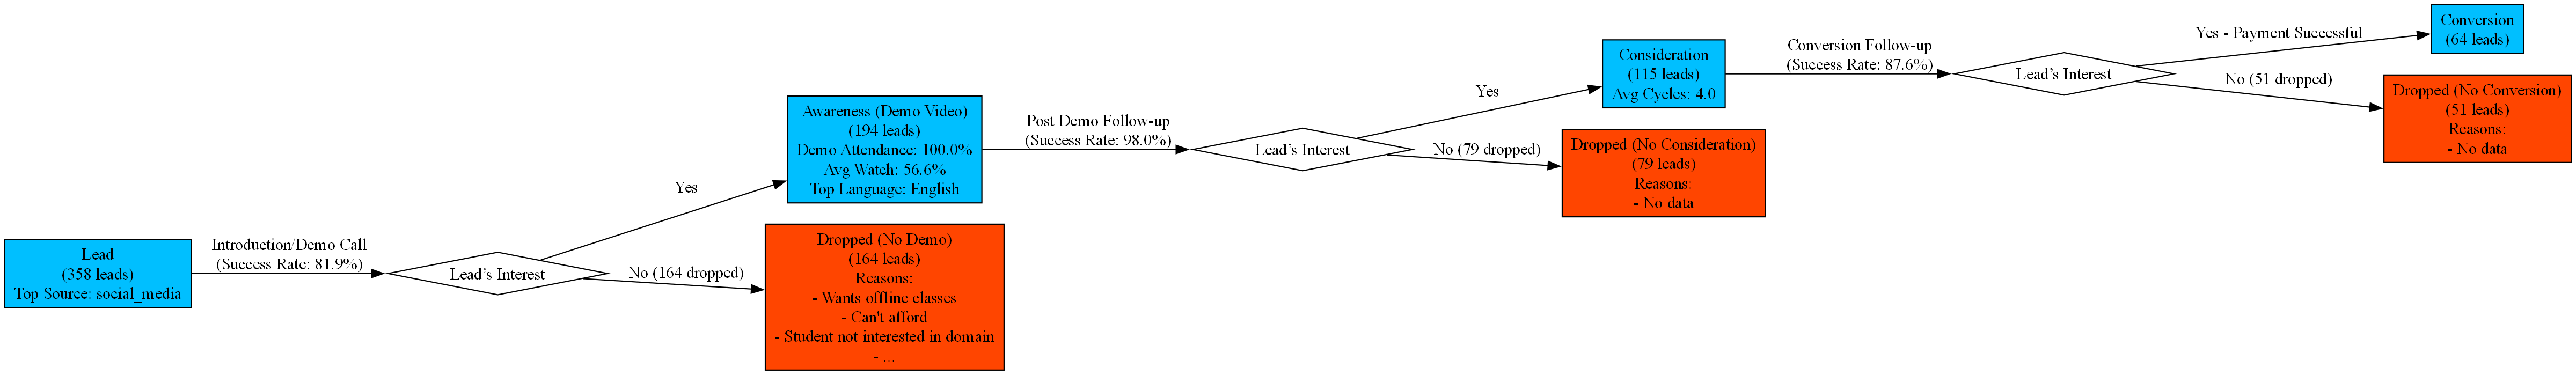 Lead
(358 leads)
Top Source: social_media
Introduction/Demo Call
(Success Rate: 81.9%)
Lead's Interest
Yes
No (164 dropped)
Awareness (Demo Video)
(194 leads)
Demo Attendance: 100.0%
Avg Watch: 56.6%
Top Language: English
Dropped (No Demo)
(164 leads)
Reasons:
- Wants offline classes
- Can't afford
- Student not interested in domain
- ...
Post Demo Follow-up
(Success Rate: 98.0%)
Lead's Interest
Yes
No (79 dropped)
Consideration
(115 leads)
Avg Cycles: 4.0
Dropped (No Consideration)
(79 leads)
Reasons:
- No data
Conversion Follow-up
(Success Rate: 87.6%)
Lead's Interest
Yes - Payment Successful
No (51 dropped)
Conversion
(64 leads)
Dropped (No Conversion)
(51 leads)
Reasons:
- No data